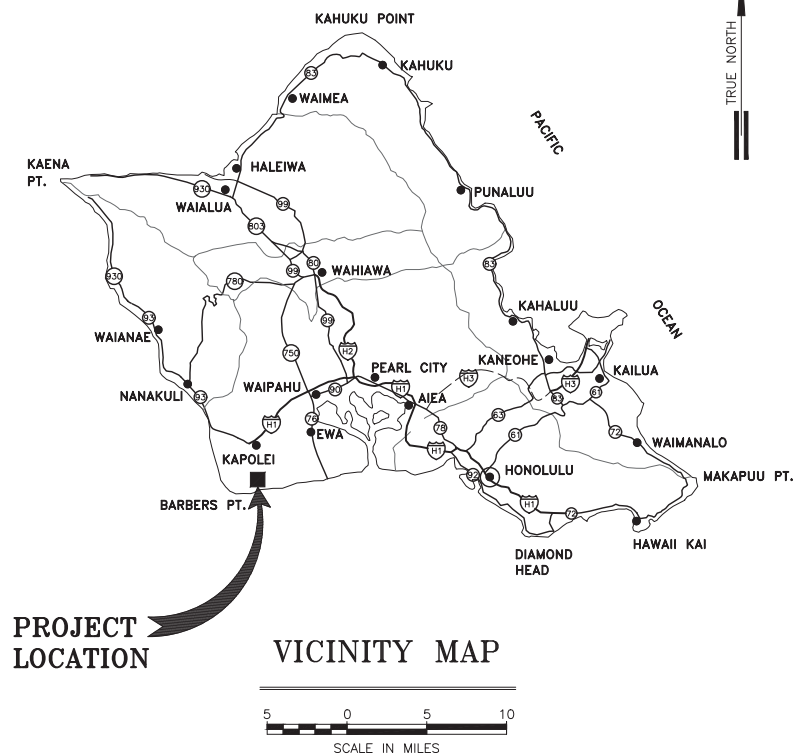 KAHUKU POINT
TRUE NORTH
83
KAHUKU
WAIMEA
PACIFIC
KAENA
PT.
HALEIWA
930
WAIALUA
99
PUNALUU
803
80
99
WAHIAWA
83
930
780
93
99
KAHALUU
OCEAN
WAIANAE
750
H2
KANEOHE
PEARL CITY
H3
H3
KAILUA
NANAKULI
93
WAIPAHU
90
H1
AIEA
83
61
76
63
H1
EWA
78
61
72
WAIMANALO
KAPOLEI
H1
92
HONOLULU
MAKAPUU PT.
BARBERS PT.
H1
72
HAWAII KAI
DIAMOND
HEAD
PROJECT
LOCATION
VICINITY MAP
5 0 5 10
SCALE IN MILES